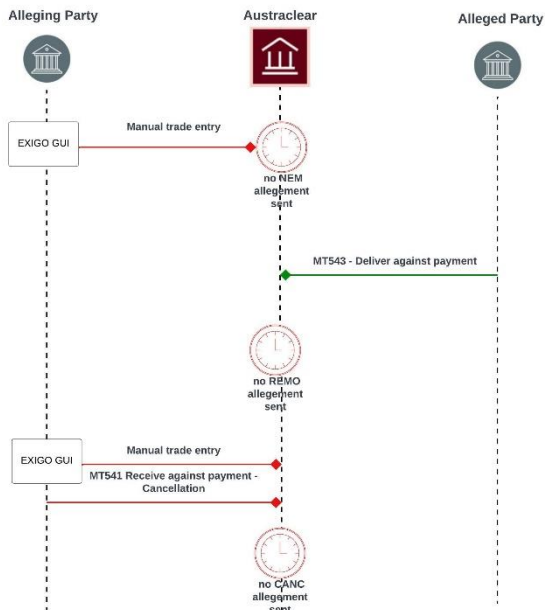 Alleging Party
Austraclear
Alleged Party
EXIGO GUI
Manual trade entry
no NEM
allegement
sent
MT543 - Deliver against payment
no REMO
allegement
sent
EXIGO GUI
Manual trade entry
MT541 Receive against payment -
Cancellation
no CANC
allegement
sent